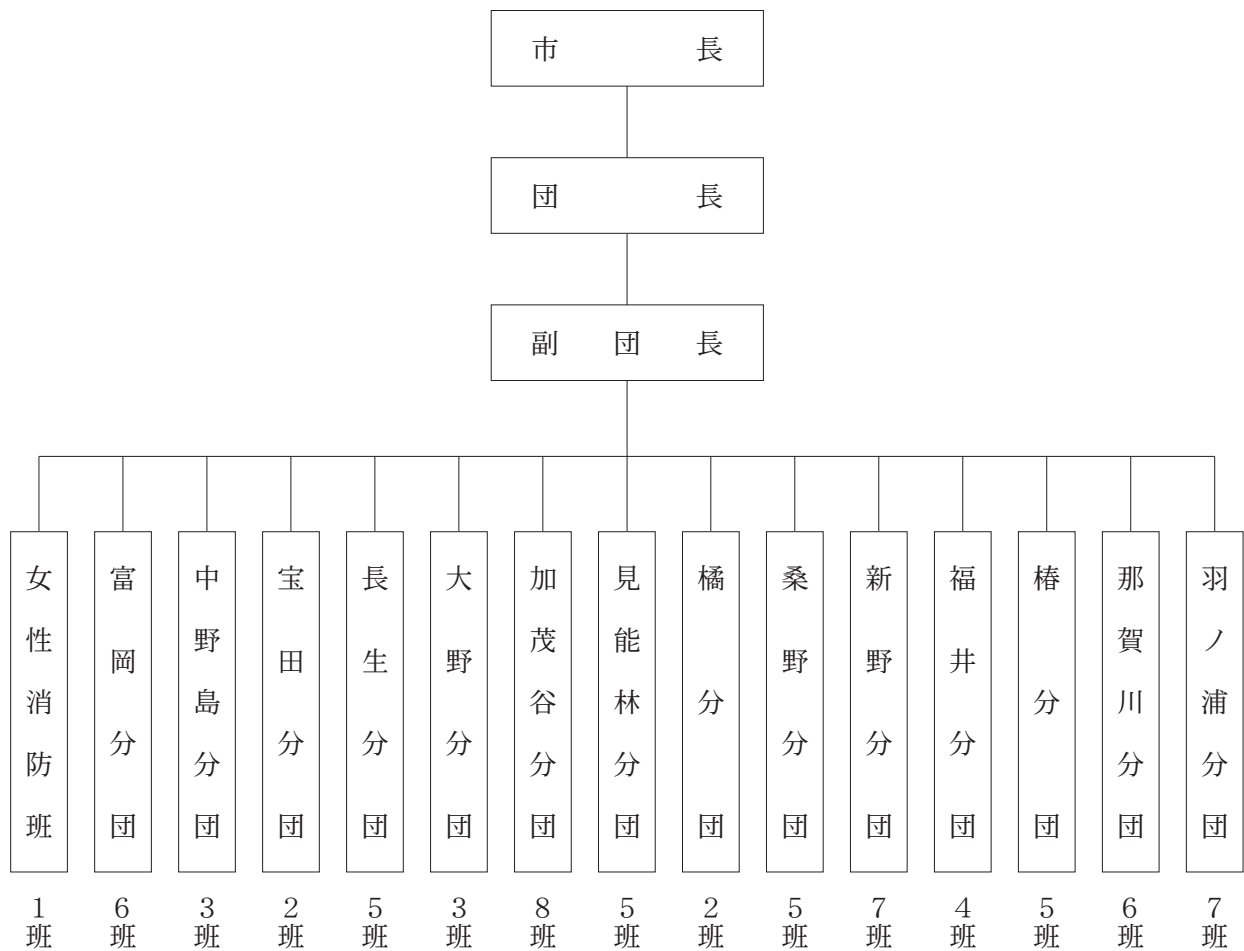 市長
団長
副団長
女性消防班
富岡分団
中野島分団
宝田分団
長生分団
大野分団
加茂谷分団
見能林分団
橘分団
桑野分団
新野分団
福井分団
椿分団
那賀川分団
羽ノ浦分団
1班
6班
3班
2班
5班
3班
8班
5班
2班
5班
7班
4班
5班
6班
7班